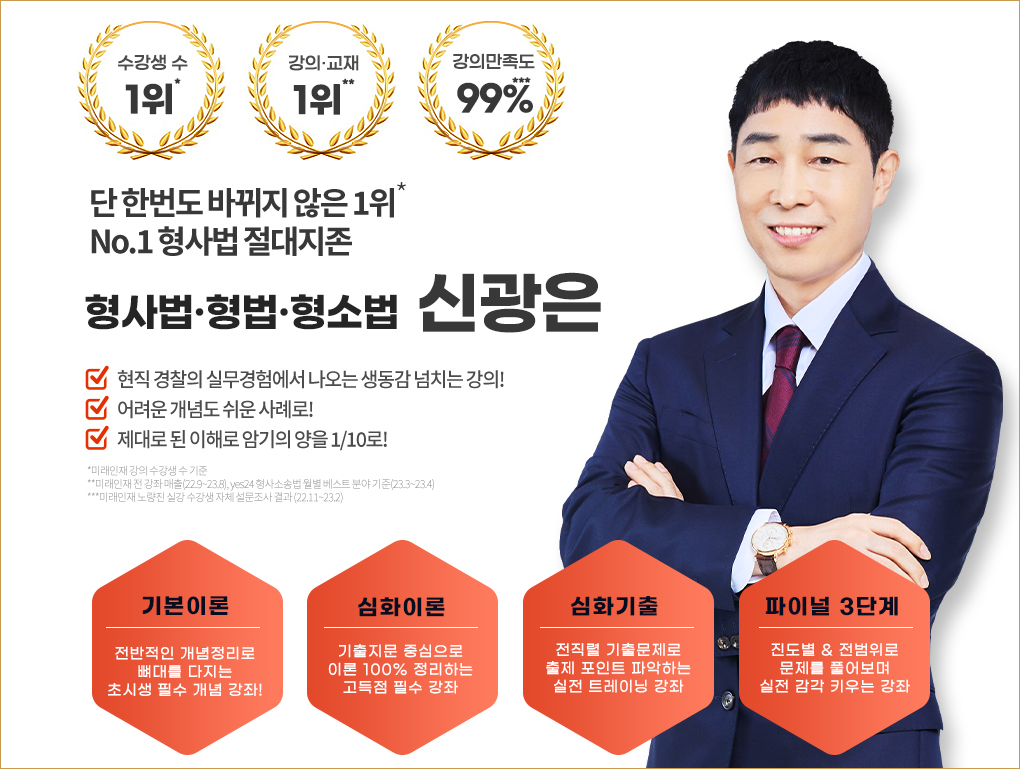 수강생 수
1위*
강의·교재
1위**
강의만족도
99%***
단 한번도 바뀌지 않은 1위*
No.1 형사법 절대지존
형사법·형법·형소법 신광은
현직 경찰의 실무경험에서 나오는 생동감 넘치는 강의!
어려운 개념도 쉬운 사례로!
제대로 된 이해로 암기의 양을 1/10로!
*미래인재 강의 수강생 수 기준
**미래인재 전 강좌 매출(22.9~23.8), yes24 형사소송법 월별 베스트 분야 기준(23.3~23.4)
***미래인재 노량진 실강 수강생 자체 설문조사 결과 (22.11~23.2)
기본이론
전반적인 개념정리로
뼈대를 다지는
초시생 필수 개념 강좌!
심화이론
기출지문 중심으로
이론 100% 정리하는
고득점 필수 강좌
심화기출
전직렬 기출문제로
출제 포인트 파악하는
실전 트레이닝 강좌
파이널 3단계
진도별 & 전범위로
문제를 풀어보며
실전 감각 키우는 강좌